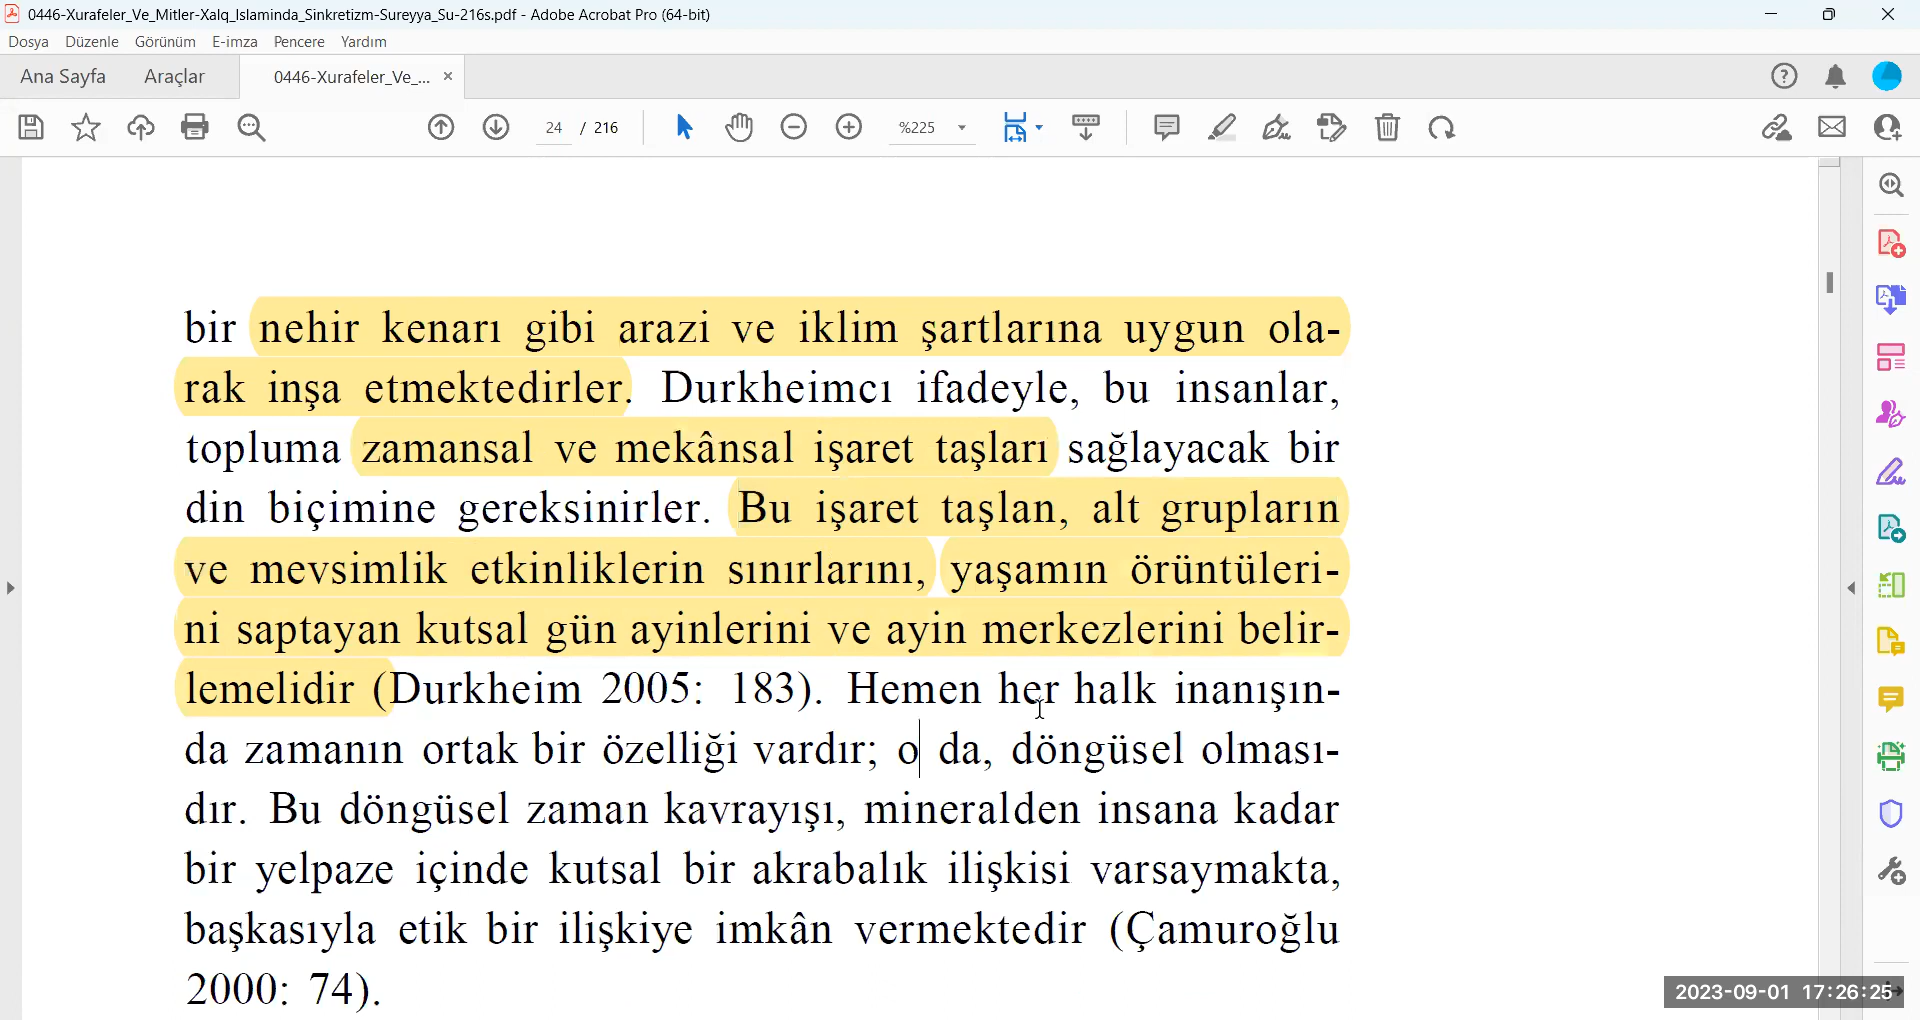 0446-Xurafeler_Ve_Mitler-Xalq_Islaminda_Sinkretizm-Sureyya_Su-216s.pdf - Adobe Acrobat Pro (64-bit)
Dosya Düzenle Görünüm E-imza Pencere Yardım
Ana Sayfa Araçlar 0446-Xurafeler_Ve_...
24 / 216 %225
bir nehir kenarı gibi arazi ve iklim şartlarına uygun ola-
rak inşa etmektedirler. Durkheimcı ifadeyle, bu insanlar,
topluma zamansal ve mekânsal işaret taşları sağlayacak bir
din biçimine gereksinirler. Bu işaret taşlan, alt grupların
ve mevsimlik etkinliklerin sınırlarını, yaşamın örüntüleri-
ni saptayan kutsal gün ayinlerini ve ayin merkezlerini belir-
lemelidir (Durkheim 2005: 183). Hemen her halk inanışın-
da zamanın ortak bir özelliği vardır; o da, döngüsel olması-
dır. Bu döngüsel zaman kavrayışı, mineralden insana kadar
bir yelpaze içinde kutsal bir akrabalık ilişkisi varsaymakta,
başkasıyla etik bir ilişkiye imkân vermektedir (Çamuroğlu
2000: 74).
2023-09-01 17:26:25